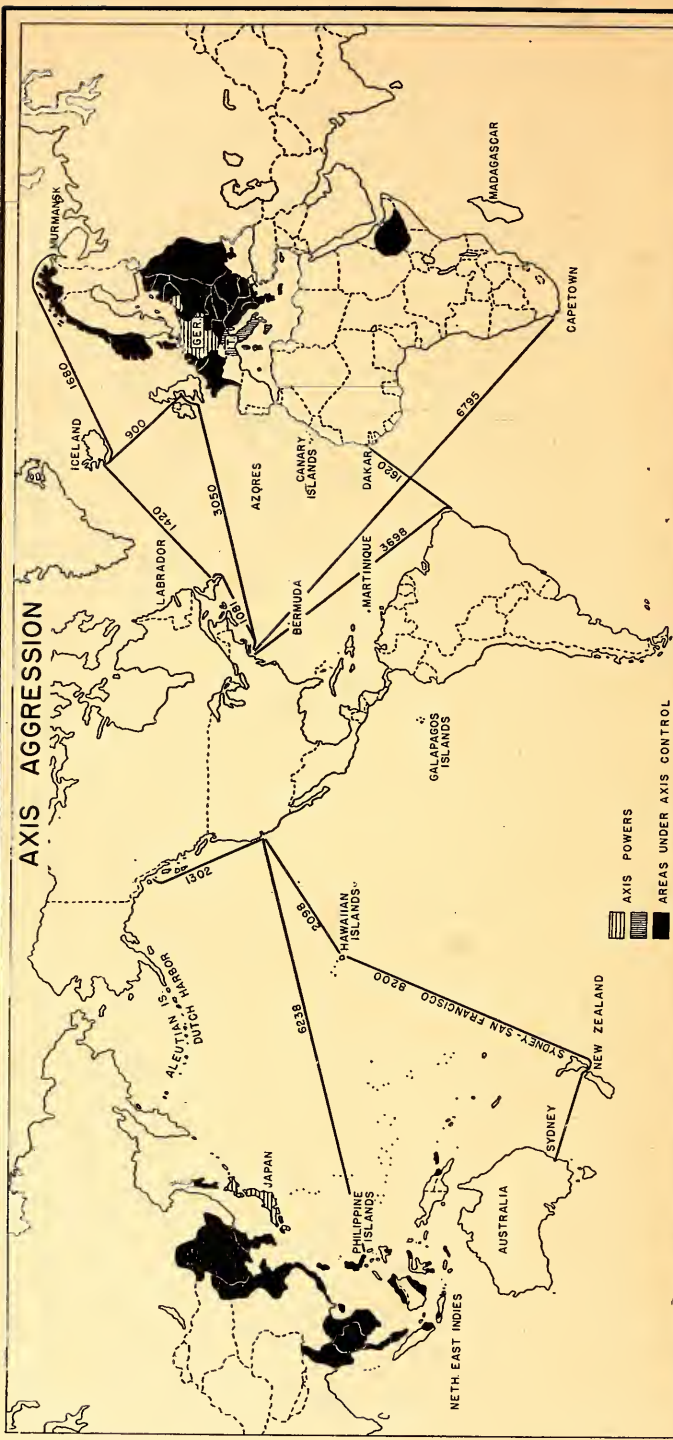 AXIS AGGRESSION
MURMANSK
1680
ICELAND
900
1420
LABRADOR
GER.
IT.
3050
1081
AZORES
CANARY
ISLANDS
DAKAR
1620
BERMUDA
3698
6795
MARTINIQUE
MADAGASCAR
CAPETOWN
GALAPAGOS
ISLANDS
1302
2098
HAWAIIAN
ISLANDS
6238
ALEUTIAN IS.
DUTCH HARBOR
SYDNEY-SAN FRANCISCO 8200
JAPAN
PHILIPPINE
ISLANDS
NETH. EAST INDIES
AUSTRALIA
SYDNEY
NEW ZEALAND
AXIS POWERS
AREAS UNDER AXIS CONTROL